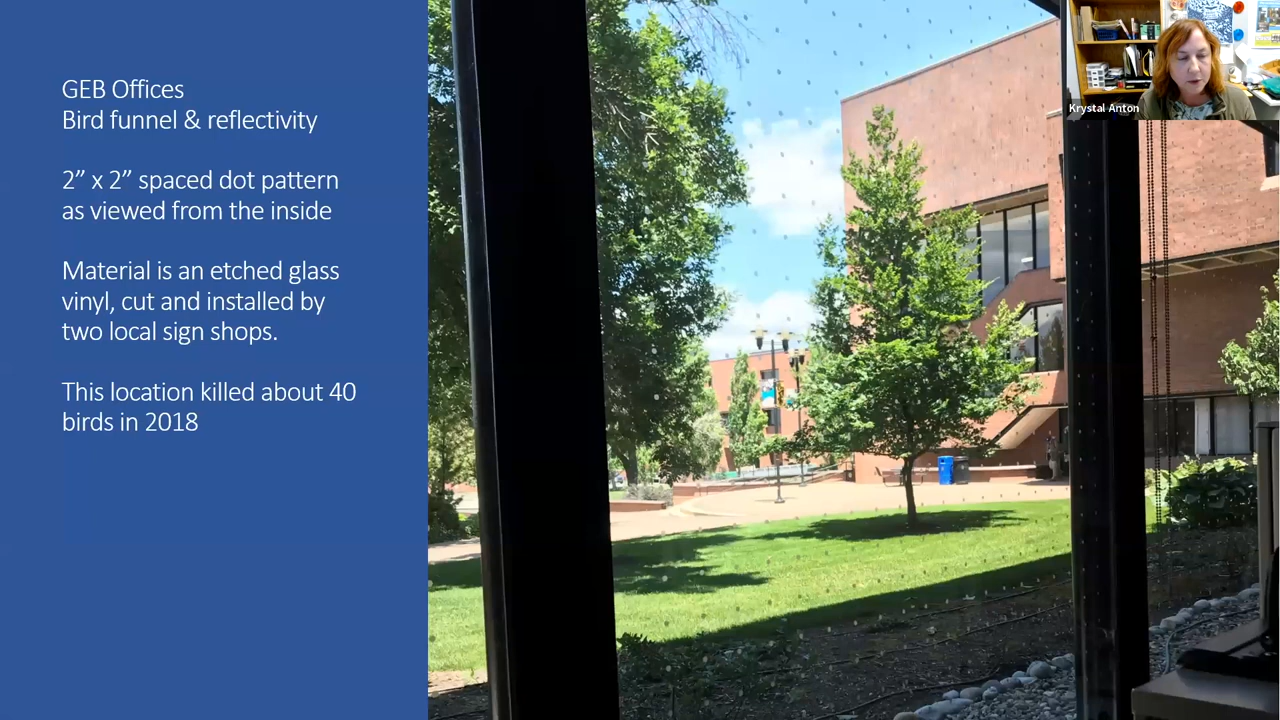 GEB Offices
Bird funnel & reflectivity
2” x 2” spaced dot pattern
as viewed from the inside
Material is an etched glass
vinyl, cut and installed by
two local sign shops.
This location killed about 40
birds in 2018
Krystal Anton